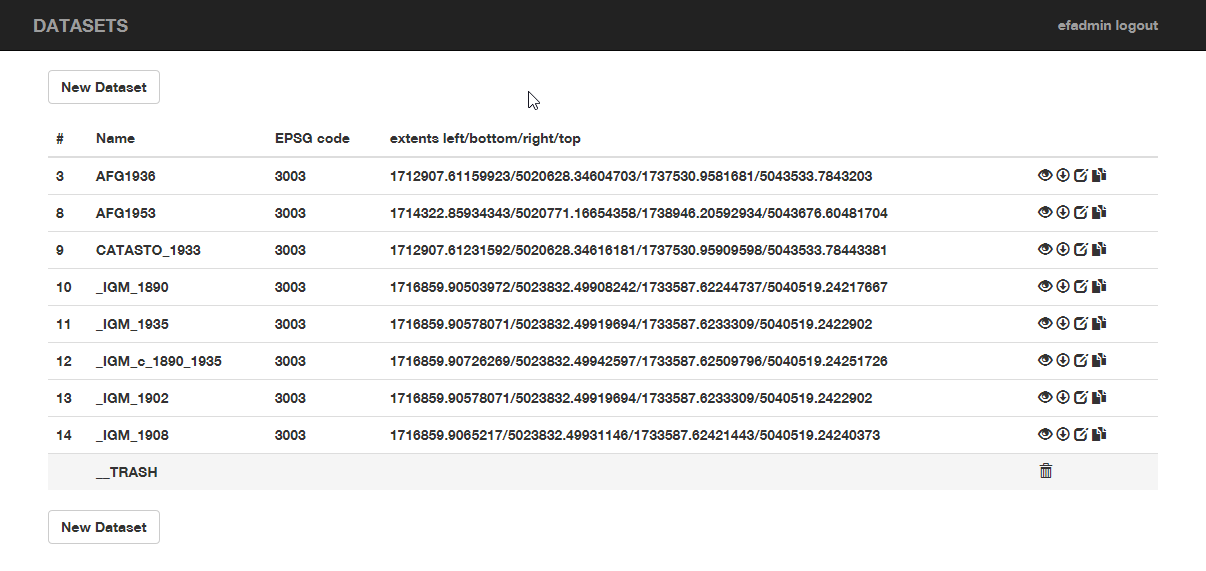 DATASETS efadmin logout
New Dataset
# Name EPSG code extents left/bottom/right/top
3 AFG1936 3003 1712907.61159923/5020628.34604703/1737530.9581681/5043533.7843203
8 AFG1953 3003 1714322.85934343/5020771.16654358/1738946.20592934/5043676.60481704
9 CATASTO_1933 3003 1712907.61231592/5020628.34616181/1737530.95909598/5043533.78443381
10 _IGM_1890 3003 1716859.90503972/5023832.49908242/1733587.62244737/5040519.24217667
11 _IGM_1935 3003 1716859.90578071/5023832.49919694/1733587.6233309/5040519.2422902
12 _IGM_c_1890_1935 3003 1716859.90726269/5023832.49942597/1733587.62509796/5040519.24251726
13 _IGM_1902 3003 1716859.90578071/5023832.49919694/1733587.6233309/5040519.2422902
14 _IGM_1908 3003 1716859.9065217/5023832.49931146/1733587.62421443/5040519.24240373
__TRASH
New Dataset